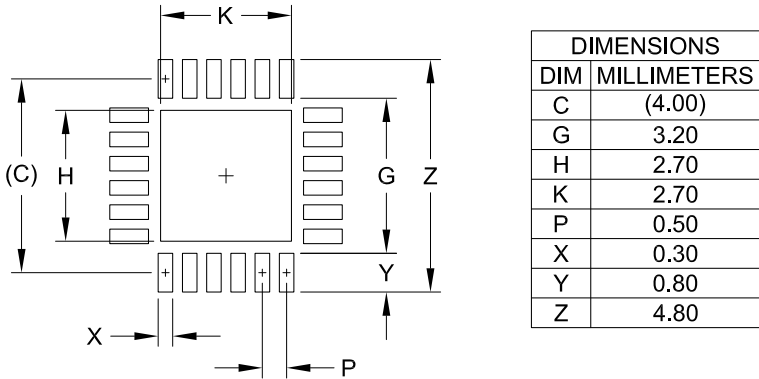 K
(C)
H
G
Z
Y
X
P
DIMENSIONS
DIM MILLIMETERS
C (4.00)
G 3.20
H 2.70
K 2.70
P 0.50
X 0.30
Y 0.80
Z 4.80